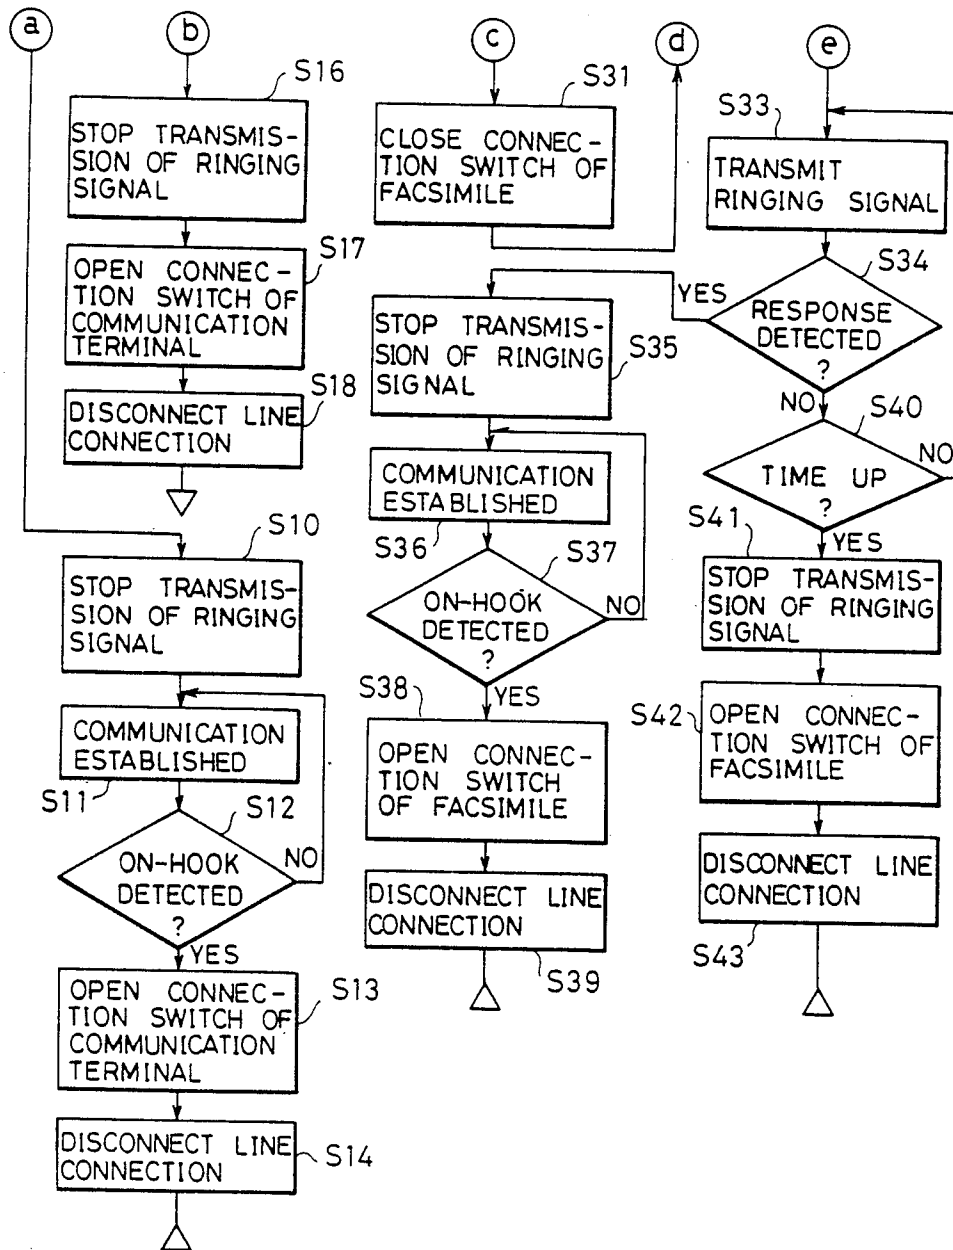 a
b
S16
STOP TRANSMIS-
SION OF RINGING
SIGNAL
S17
OPEN CONNEC-
TION SWITCH OF
COMMUNICATION
TERMINAL
S18
DISCONNECT LINE
CONNECTION
S10
STOP TRANSMIS-
SION OF RINGING
SIGNAL
COMMUNICATION
ESTABLISHED
S11
S12
ON-HOOK
DETECTED
?
NO
YES
S13
OPEN CONNEC-
TION SWITCH OF
COMMUNICATION
TERMINAL
DISCONNECT LINE
CONNECTION
S14
c
d
S31
CLOSE CONNEC-
TION SWITCH OF
FACSIMILE
STOP TRANSMIS-
SION OF RINGING
SIGNAL
S35
COMMUNICATION
ESTABLISHED
S36
S37
ON-HOOK
DETECTED
?
NO
YES
S38
OPEN CONNEC-
TION SWITCH
OF FACSIMILE
DISCONNECT LINE
CONNECTION
S39
e
S33
TRANSMIT
RINGING SIGNAL
S34
YES
RESPONSE
DETECTED
?
NO
S40
TIME UP
?
NO
S41
YES
STOP TRANSMIS-
SION OF RINGING
SIGNAL
S42
OPEN CONNEC-
TION SWITCH OF
FACSIMILE
DISCONNECT LINE
CONNECTION
S43